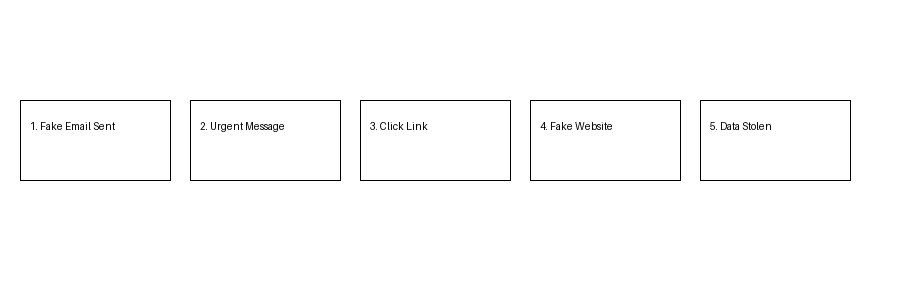 1. Fake Email Sent
2. Urgent Message
3. Click Link
4. Fake Website
5. Data Stolen